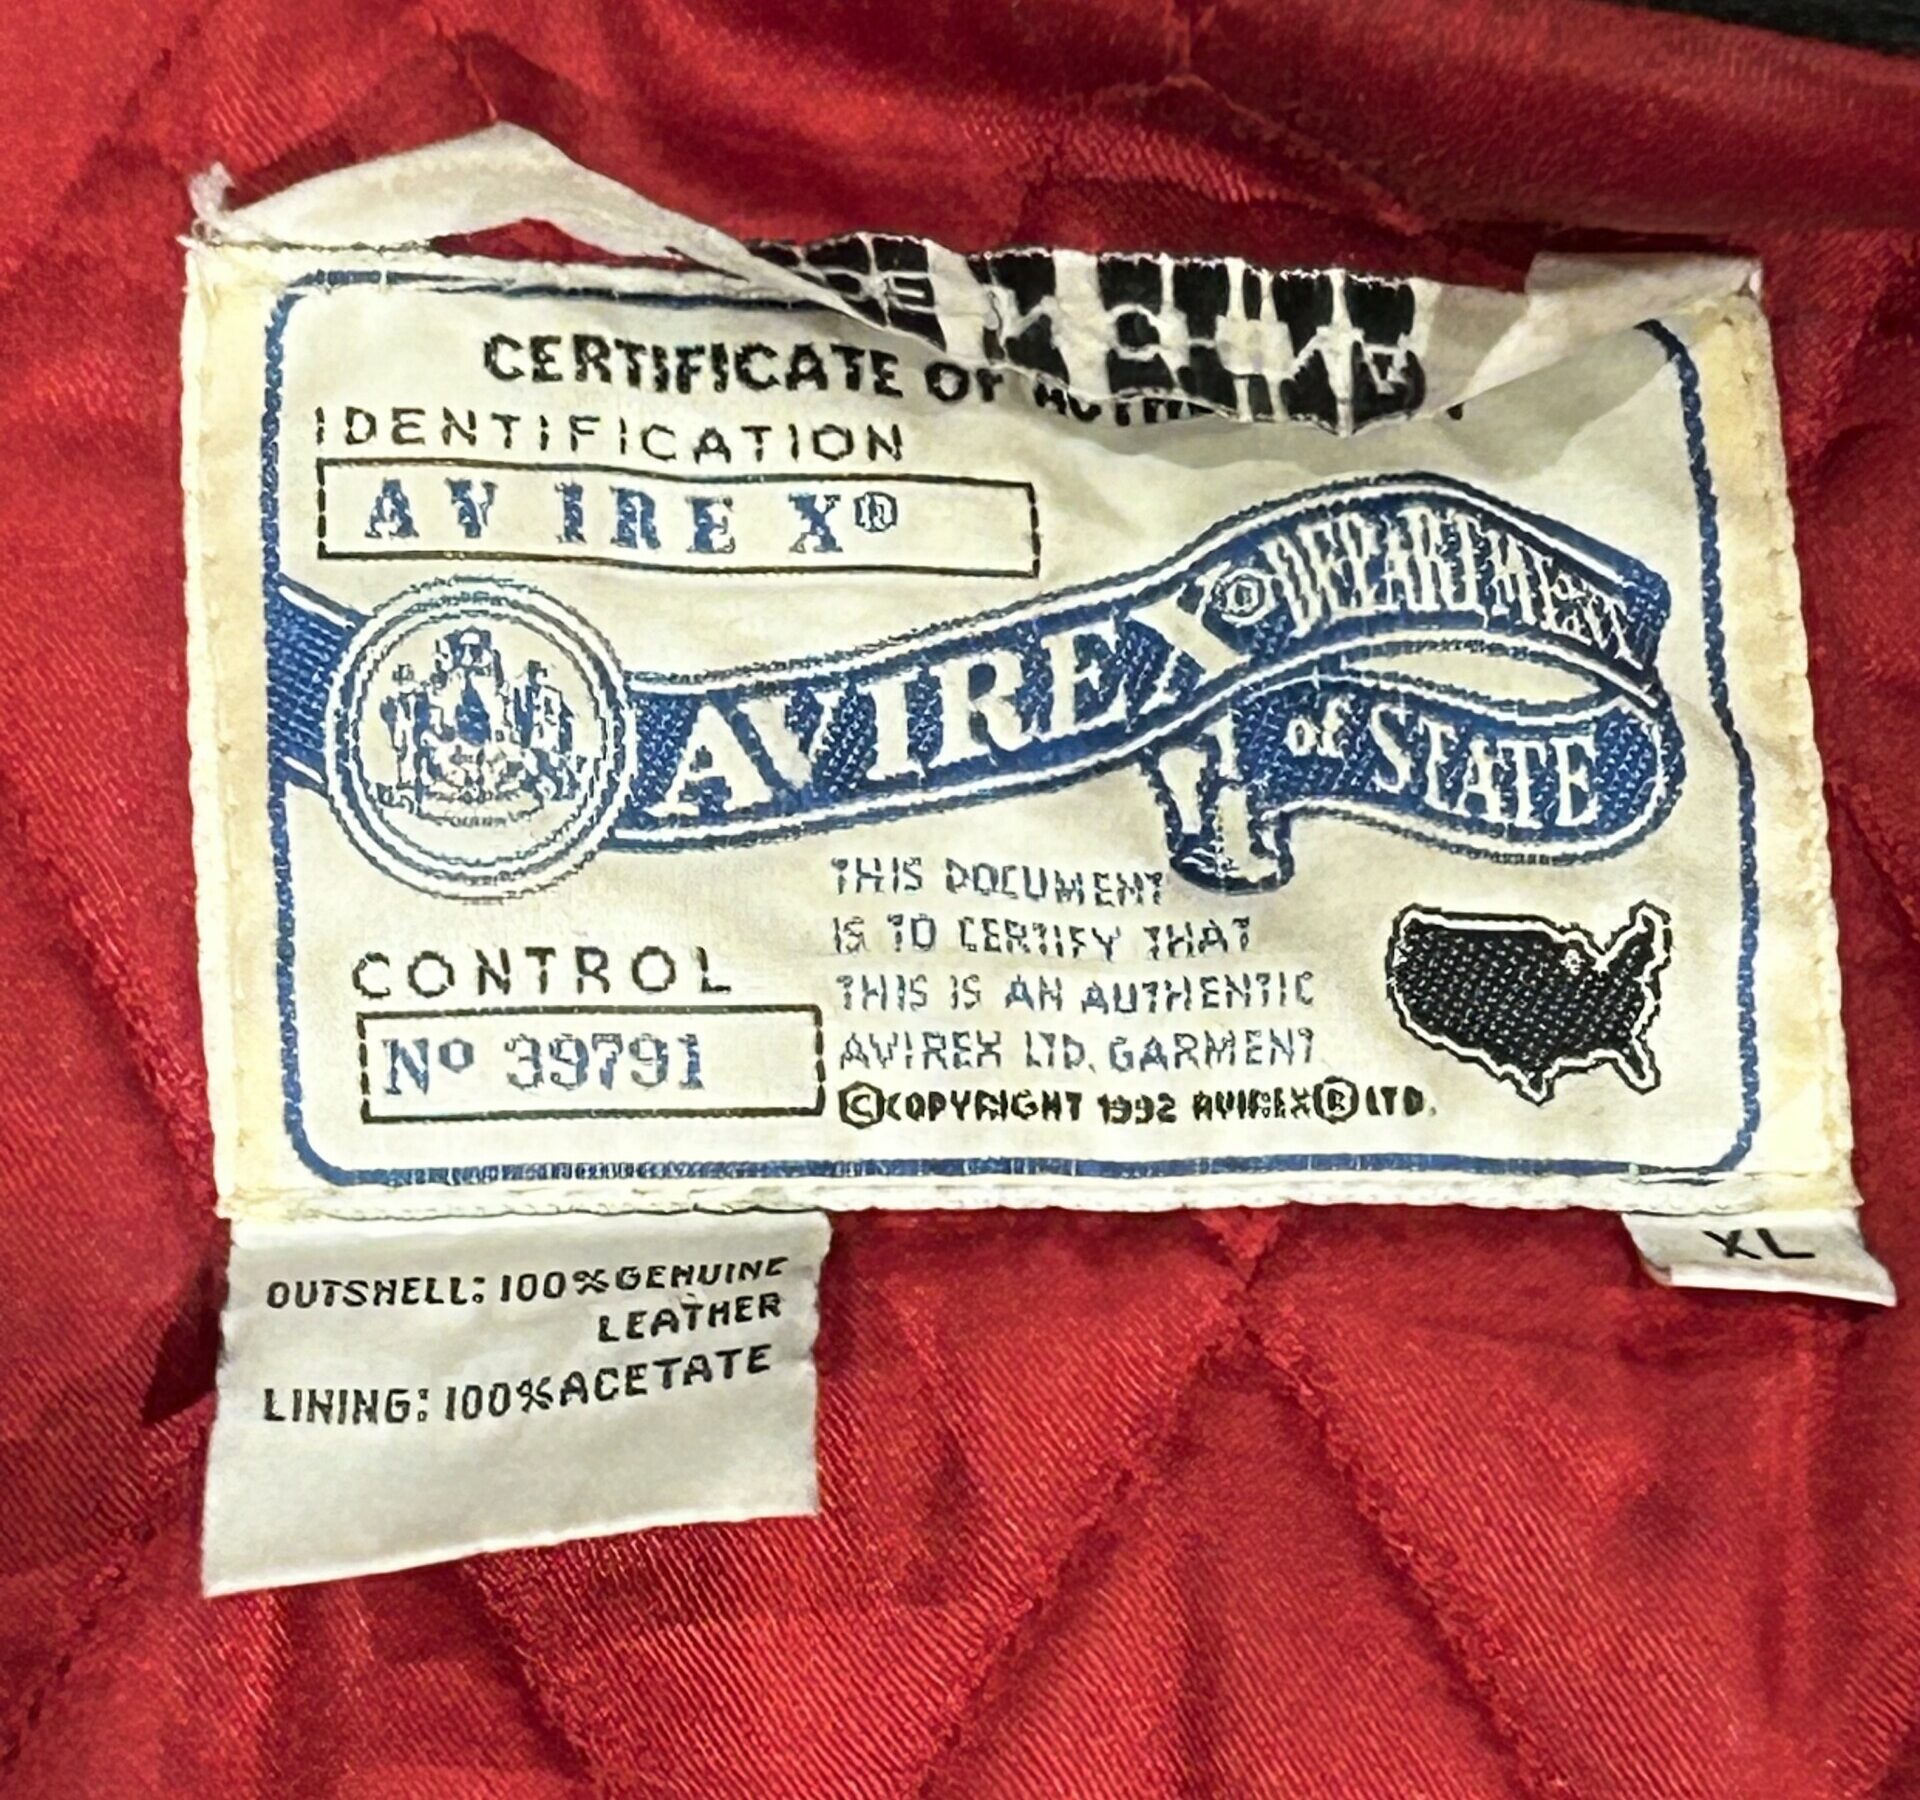 CERTIFICATE OF
IDENTIFICATION
AVIREX®
AVIREX® DEPARTMENT
of STATE
THIS DOCUMENT
IS TO CERTIFY THAT
THIS IS AN AUTHENTIC
AVIREX LTD. GARMENT
©COPYRIGHT 1992 AVIREX® LTD.
CONTROL
Nº 39791
XL
OUTSHELL: 100% GENUINE
LEATHER
LINING: 100% ACETATE